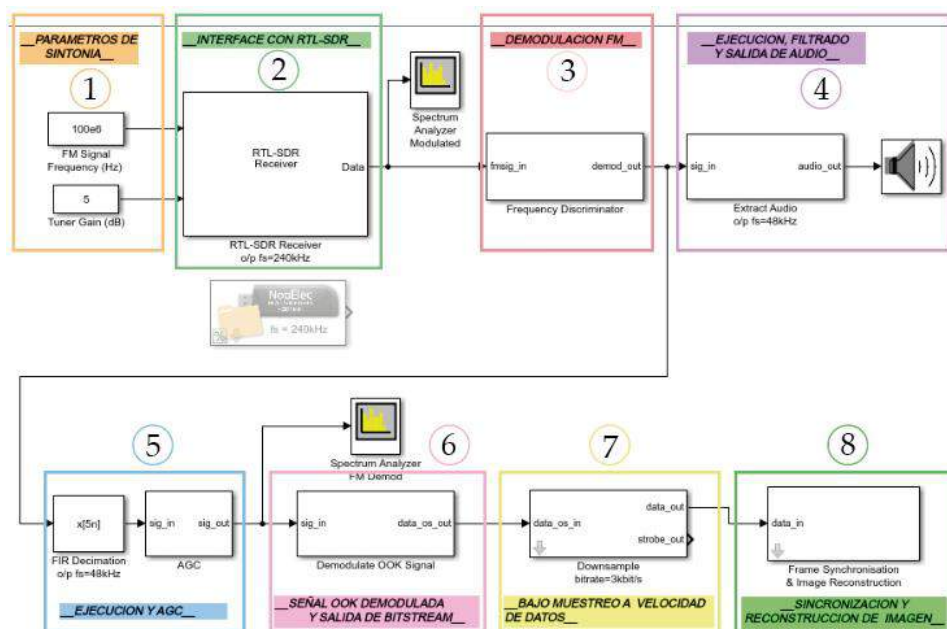 __PARAMETROS DE
SINTONIA__
1
100e6
FM Signal
Frequency (Hz)
5
Tuner Gain (dB)
__INTERFACE CON RTL-SDR__
2
RTL-SDR
Receiver
Data
RTL-SDR Receiver
o/p fs=240kHz
NooElec
fs = 240kHz
Spectrum
Analyzer
Modulated
__DEMODULACION FM__
3
fmsig_in
demod_out
Frequency Discriminator
__EJECUCION, FILTRADO
Y SALIDA DE AUDIO__
4
sig_in
audio_out
Extract Audio
o/p fs=48kHz
5
x[5n]
FIR Decimation
o/p fs=48kHz
sig_in
sig_out
AGC
__EJECUCION Y AGC__
Spectrum Analyzer
FM Demod
6
sig_in
data_os_out
Demodulate OOK Signal
__SEÑAL OOK DEMODULADA
Y SALIDA DE BITSTREAM__
7
data_os_in
data_out
strobe_out
Downsample
bitrate=3kbit/s
__BAJO MUESTREO A VELOCIDAD
DE DATOS__
8
data_in
Frame Synchronisation
& Image Reconstruction
__SINCRONIZACION Y
RECONSTRUCCION DE IMAGEN__